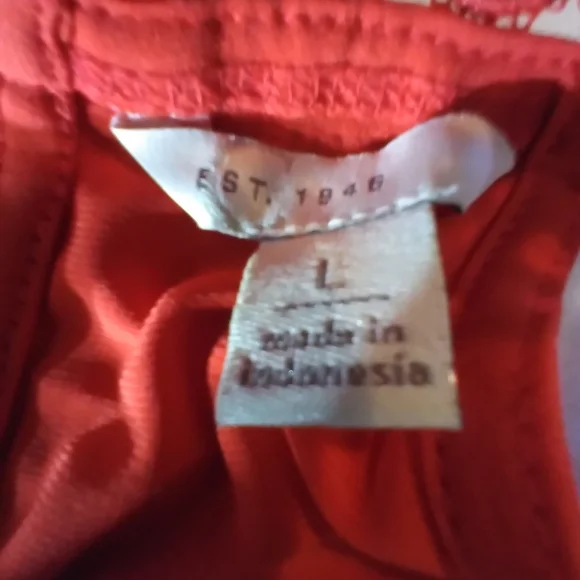 EST. 1946
L
made in
Indonesia